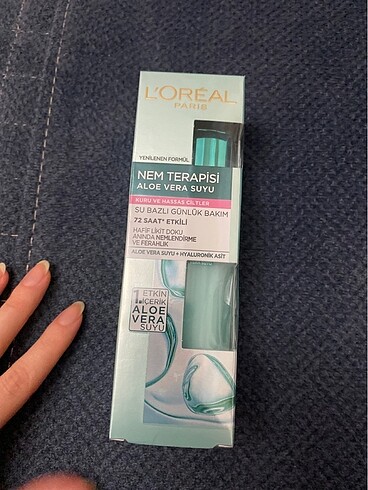 L'ORÉAL
PARIS
YENİLENEN FORMÜL
NEM TERAPİSİ
ALOE VERA SUYU
KURU VE HASSAS CİLTLER
SU BAZLI GÜNLÜK BAKIM
72 SAAT* ETKİLİ
HAFİF LİKİT DOKU
ANINDA NEMLENDİRME
VE FERAHLIK
ALOE VERA SUYU + HYALURONİK ASİT
1. ETKİN
İÇERİK
ALOE
VERA
SUYU